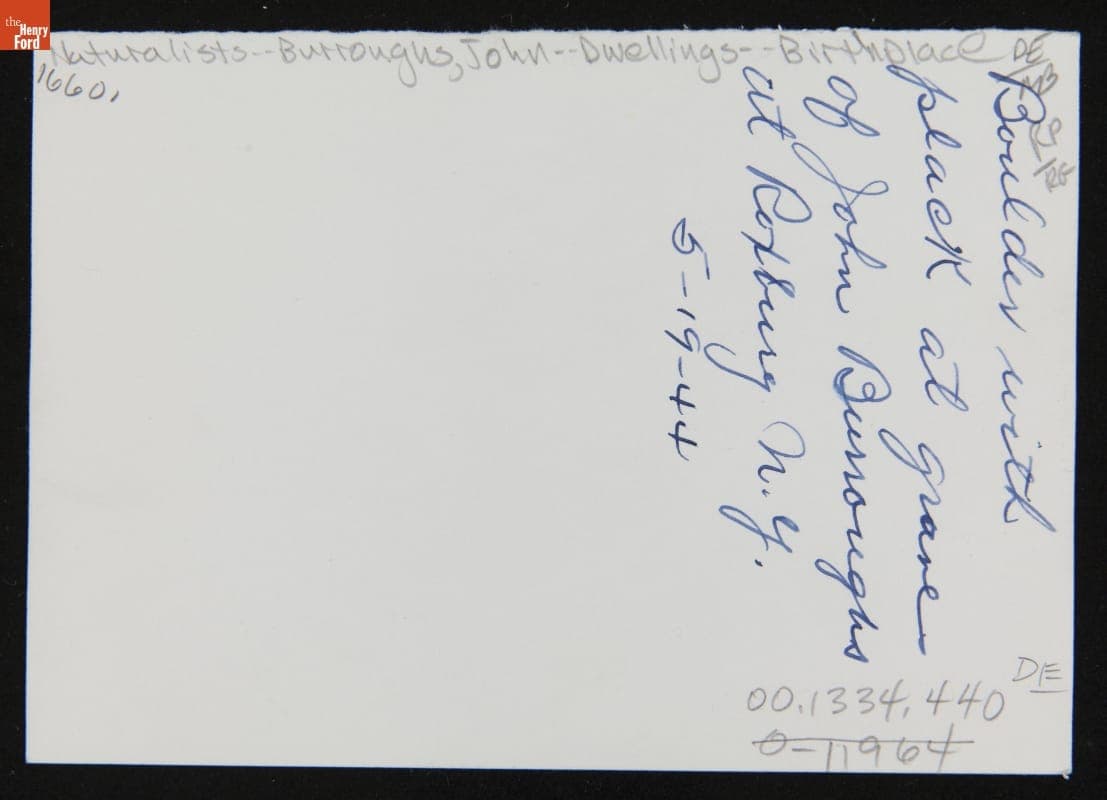 the
Henry
Ford
Naturalists--Burroughs, John--Dwellings--Birthplace
1660.
Boulder with
plack at grave
of John Burroughs
at Roxbury N.Y.
5-19-44
DE
00.1334.440
0-11964